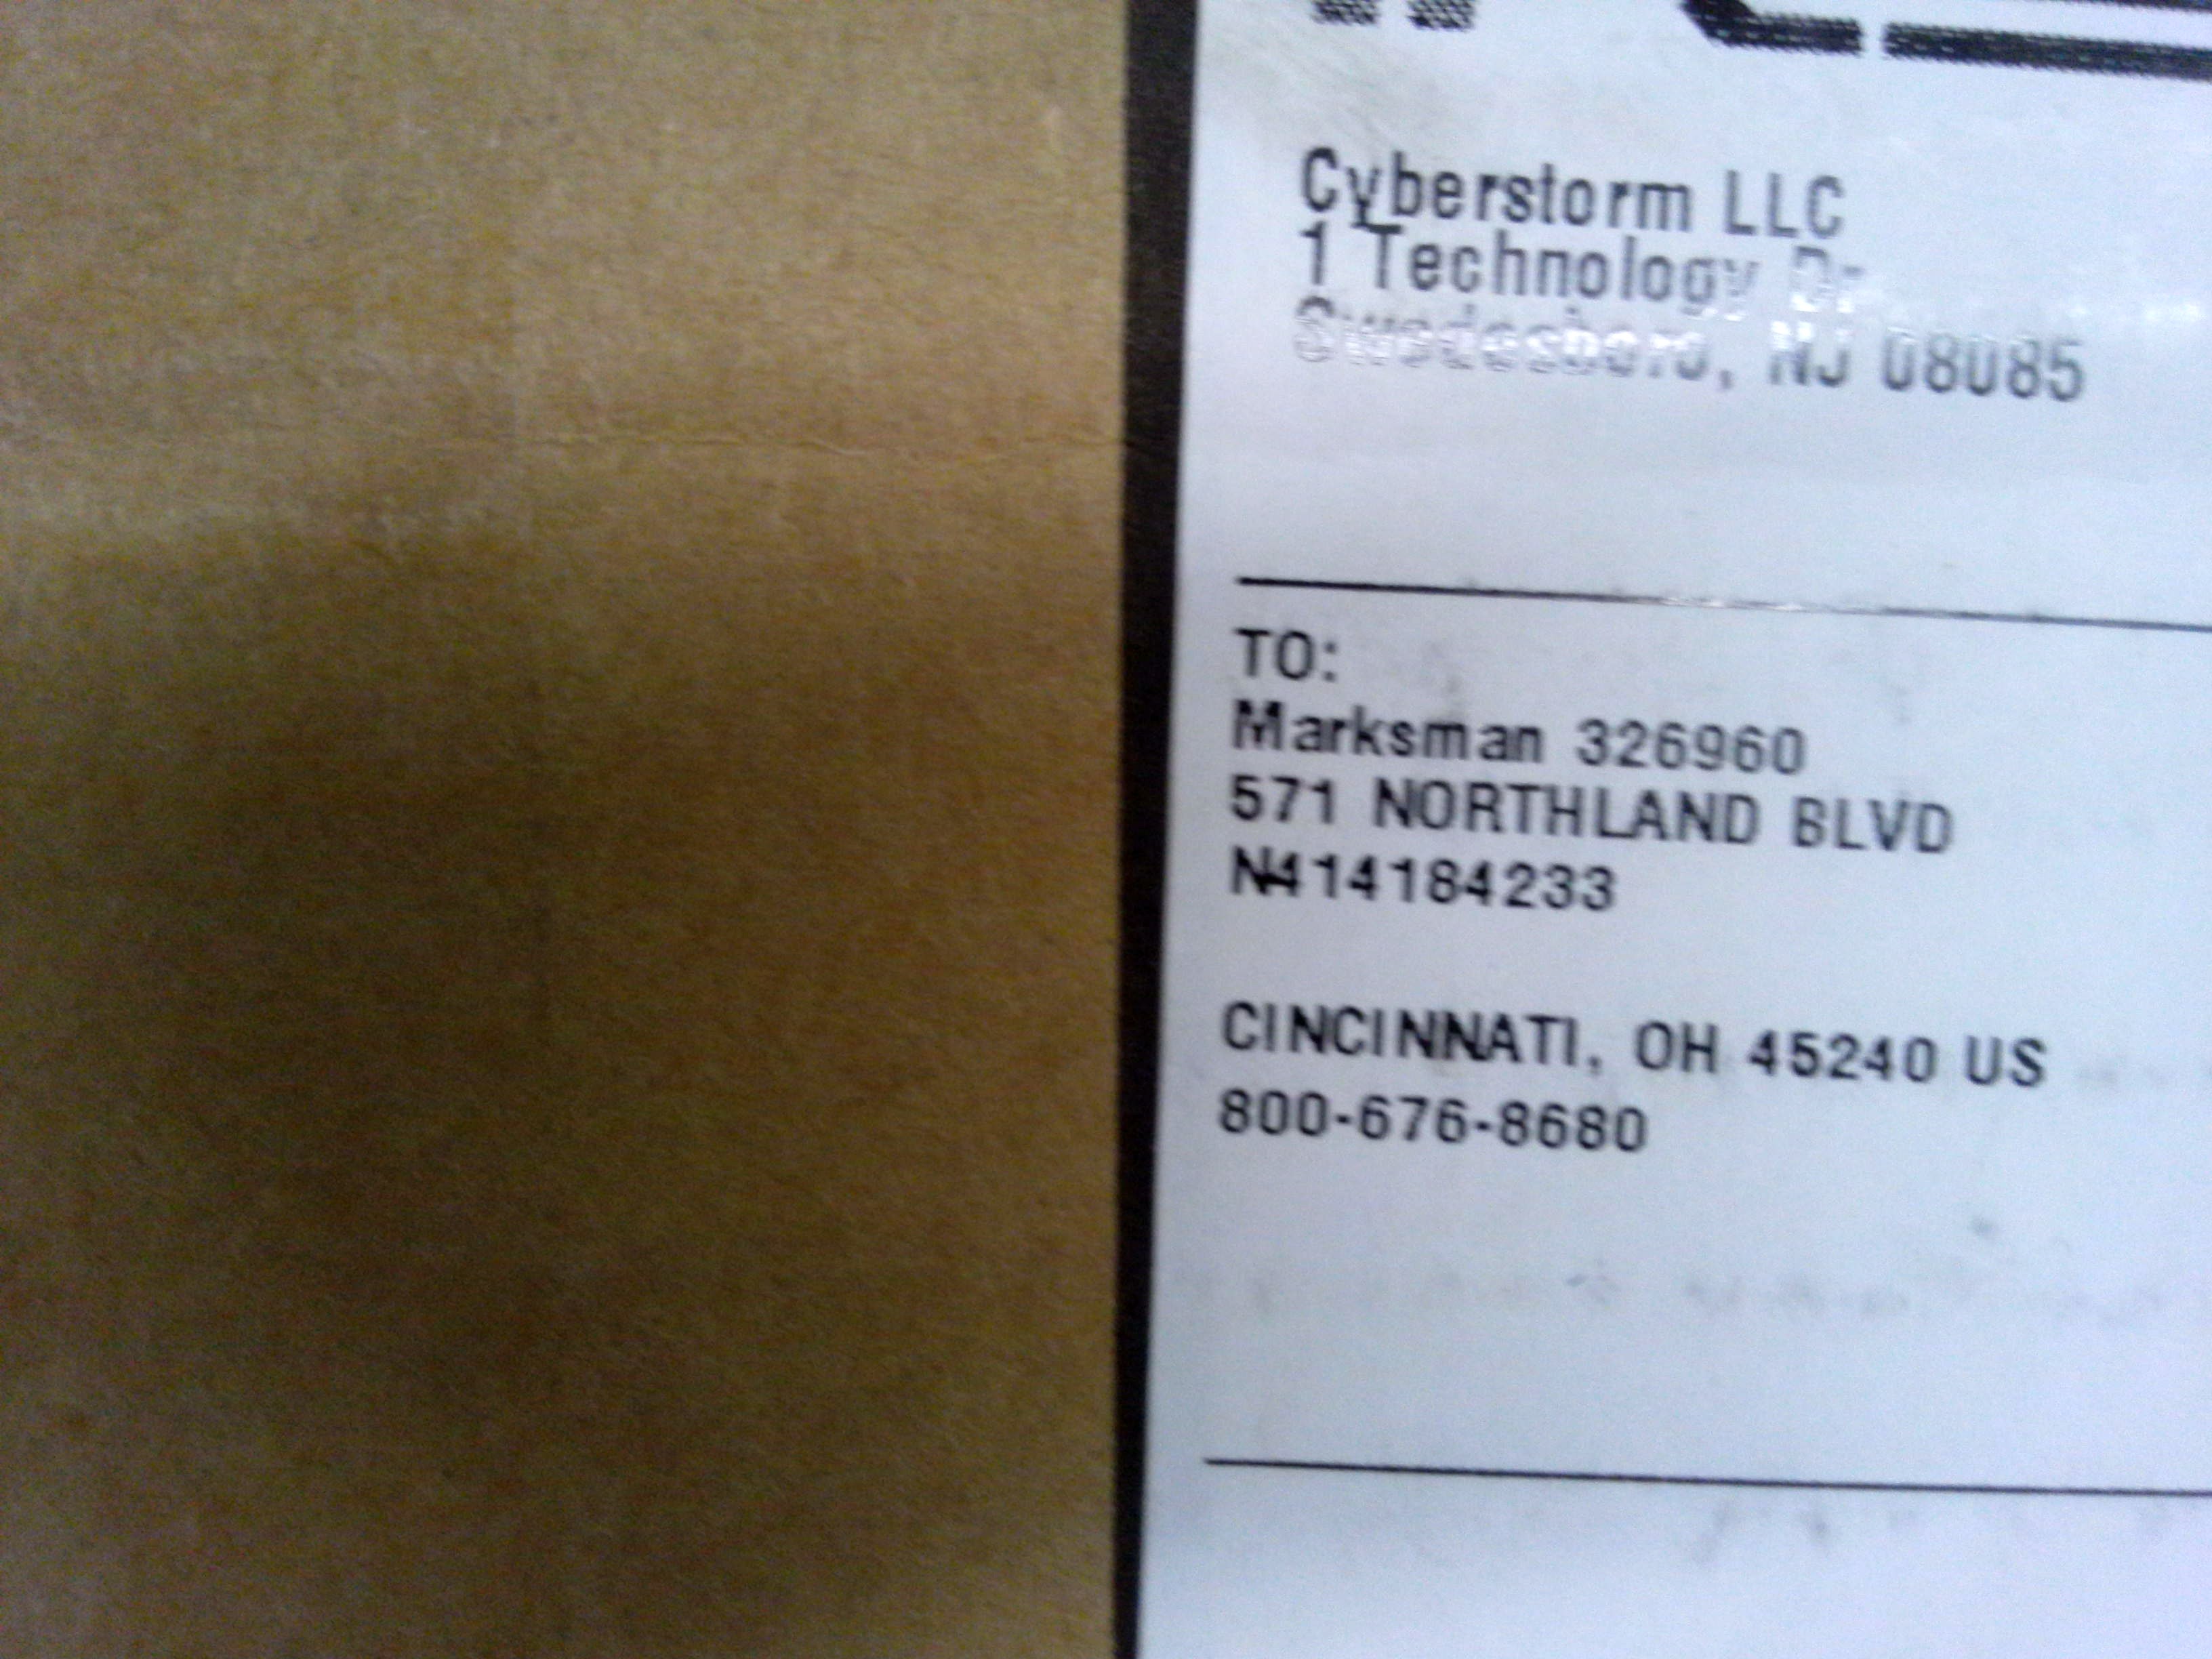 Cyberstorm LLC
1 Technology Dr
Swedesboro, NJ 08085
TO:
Marksman 326960
571 NORTHLAND BLVD
N414184233
CINCINNATI, OH 45240 US
800-676-8680